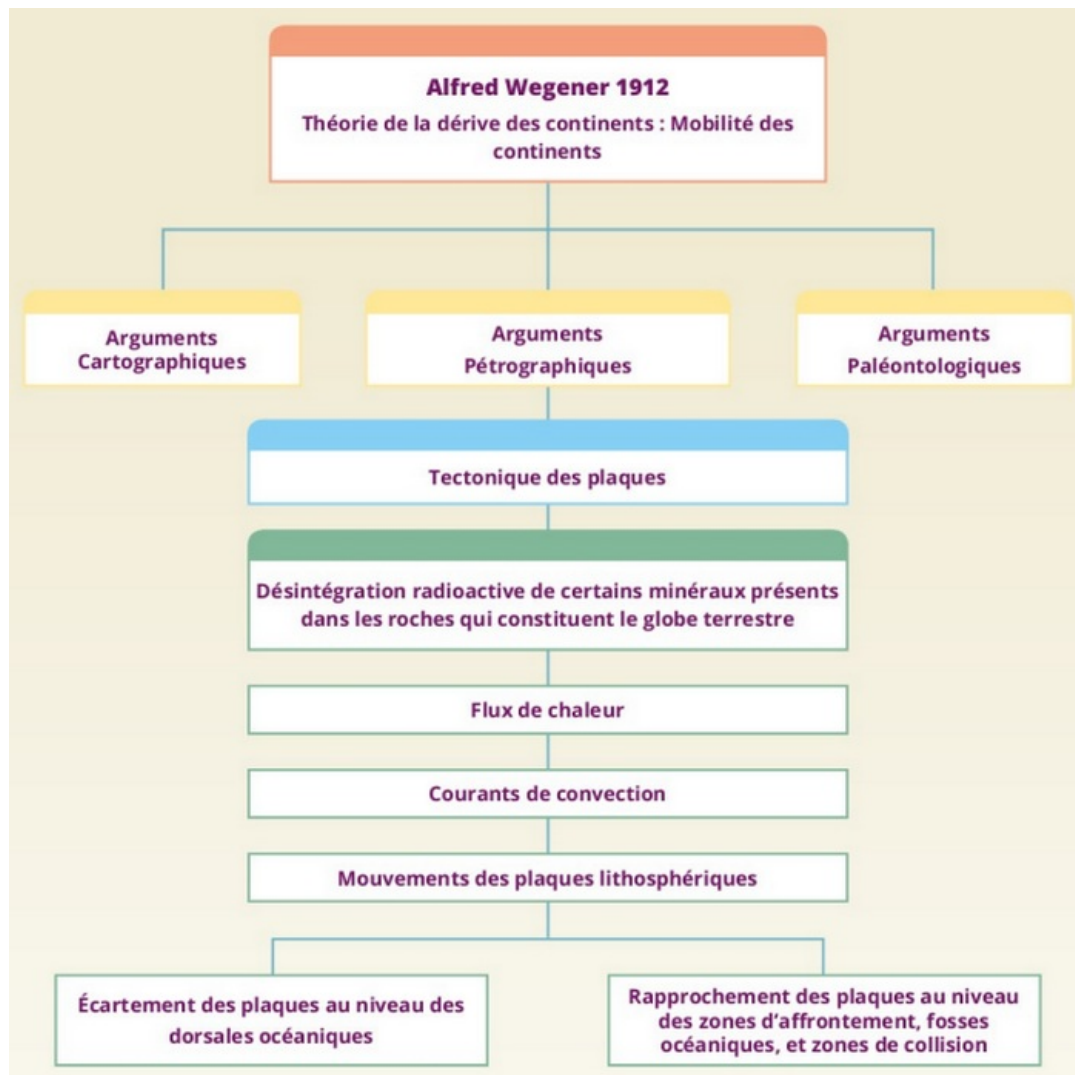 Alfred Wegener 1912
Théorie de la dérive des continents : Mobilité des
continents
Arguments
Cartographiques
Arguments
Pétrographiques
Arguments
Paléontologiques
Tectonique des plaques
Désintégration radioactive de certains minéraux présents
dans les roches qui constituent le globe terrestre
Flux de chaleur
Courants de convection
Mouvements des plaques lithosphériques
Écartement des plaques au niveau des
dorsales océaniques
Rapprochement des plaques au niveau
des zones d’affrontement, fosses
océaniques, et zones de collision